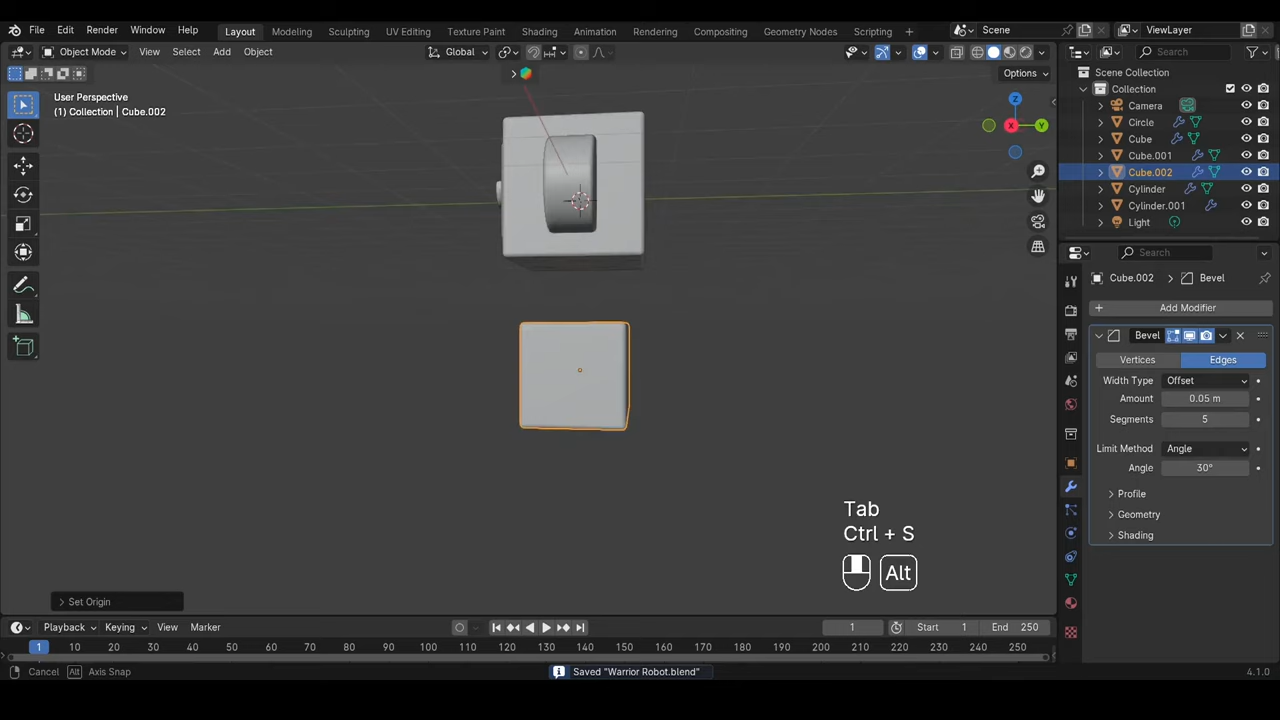 File Edit Render Window Help
Layout Modeling Sculpting UV Editing Texture Paint Shading Animation Rendering Compositing Geometry Nodes Scripting +
Scene
ViewLayer
Object Mode View Select Add Object
Global
Search
Options
User Perspective
(1) Collection | Cube.002
Z
X
Y
Scene Collection
Collection
Camera
Circle
Cube
Cube.001
Cube.002
Cylinder
Cylinder.001
Light
Search
Cube.002 > Bevel
+ Add Modifier
Bevel
Vertices Edges
Width Type Offset
Amount 0.05 m
Segments 5
Limit Method Angle
Angle 30°
Profile
Geometry
Shading
Tab
Ctrl + S
Alt
Set Origin
Playback Keying View Marker
1 Start 1 End 250
1 10 20 30 40 50 60 70 80 90 100 110 120 130 140 150 160 170 180 190 200 210 220 230 240 250
Cancel Alt Axis Snap
Saved "Warrior Robot.blend"
4.1.0